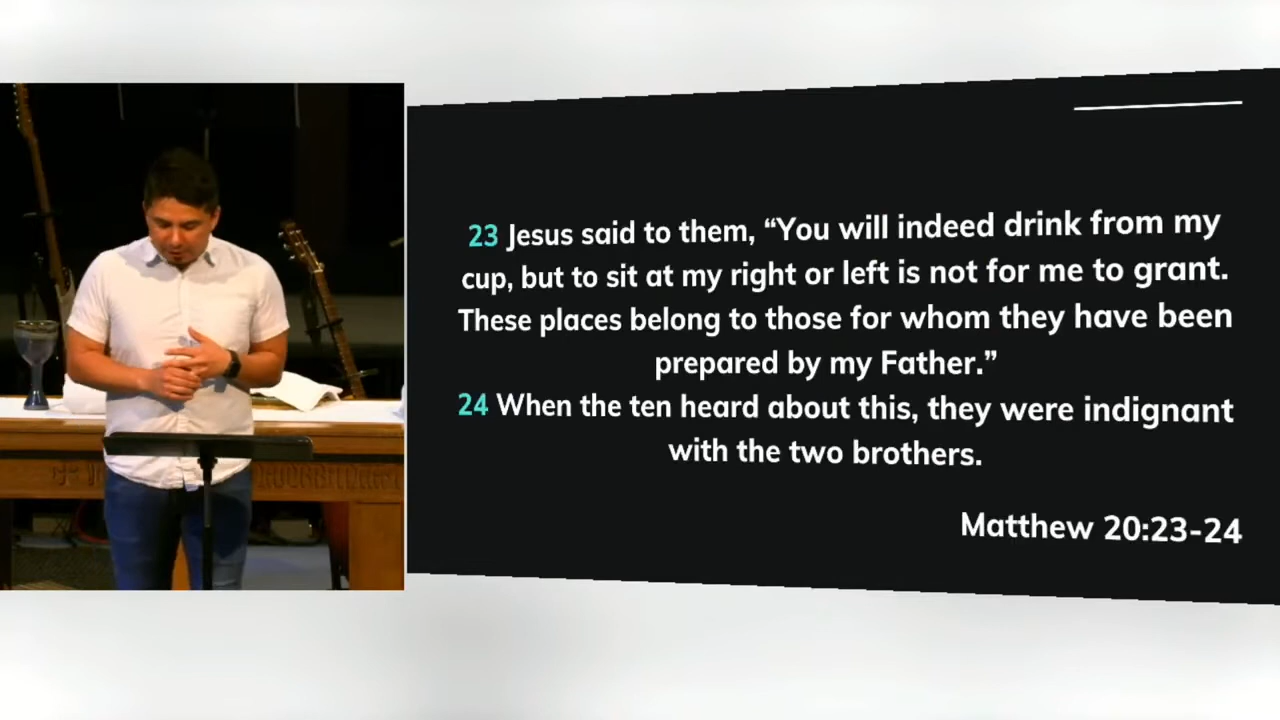 23 Jesus said to them, “You will indeed drink from my
cup, but to sit at my right or left is not for me to grant.
These places belong to those for whom they have been
prepared by my Father.”
24 When the ten heard about this, they were indignant
with the two brothers.
Matthew 20:23-24